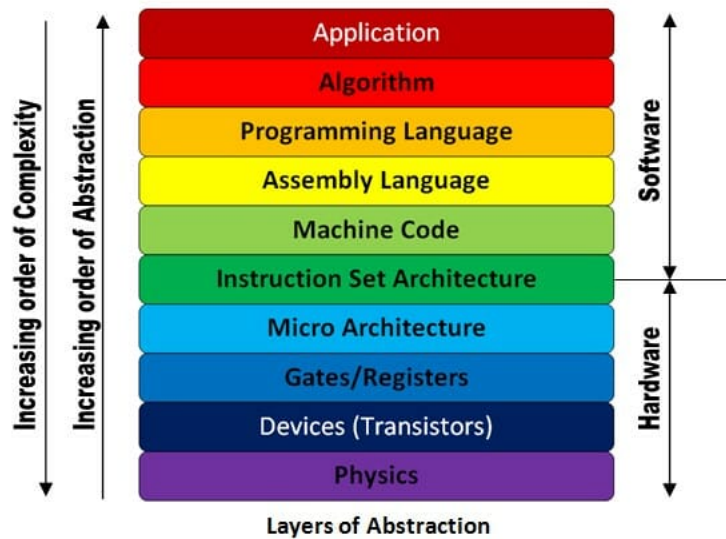 Increasing order of Complexity
Increasing order of Abstraction
Application
Algorithm
Programming Language
Assembly Language
Machine Code
Instruction Set Architecture
Micro Architecture
Gates/Registers
Devices (Transistors)
Physics
Software
Hardware
Layers of Abstraction